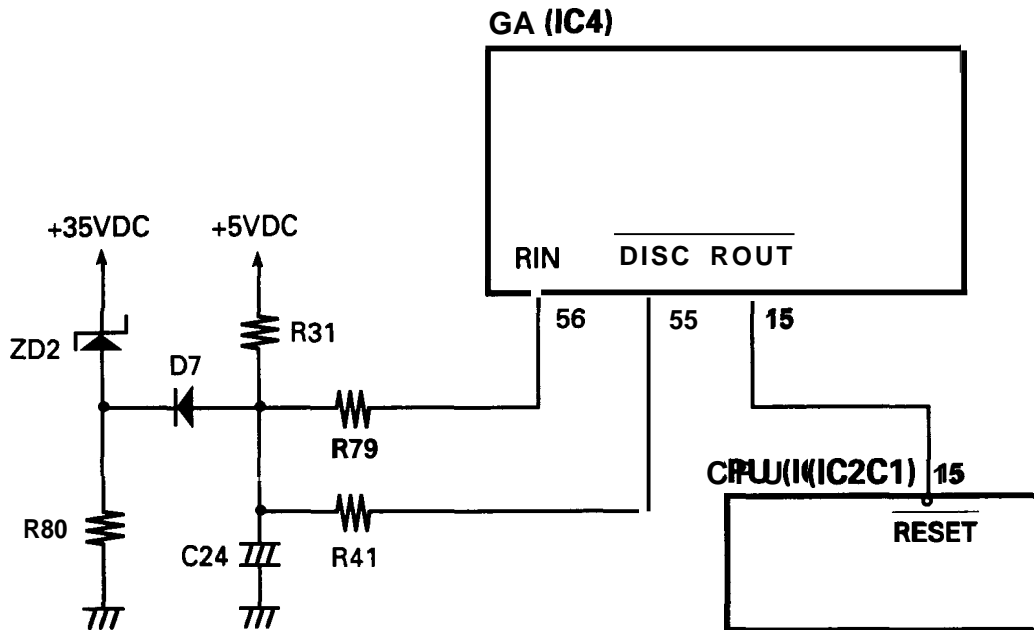 GA (IC4)
+35VDC
+5VDC
RIN
DISC ROUT
56
55
15
R31
ZD2
D7
R79
15
RESET
R80
C24
R41